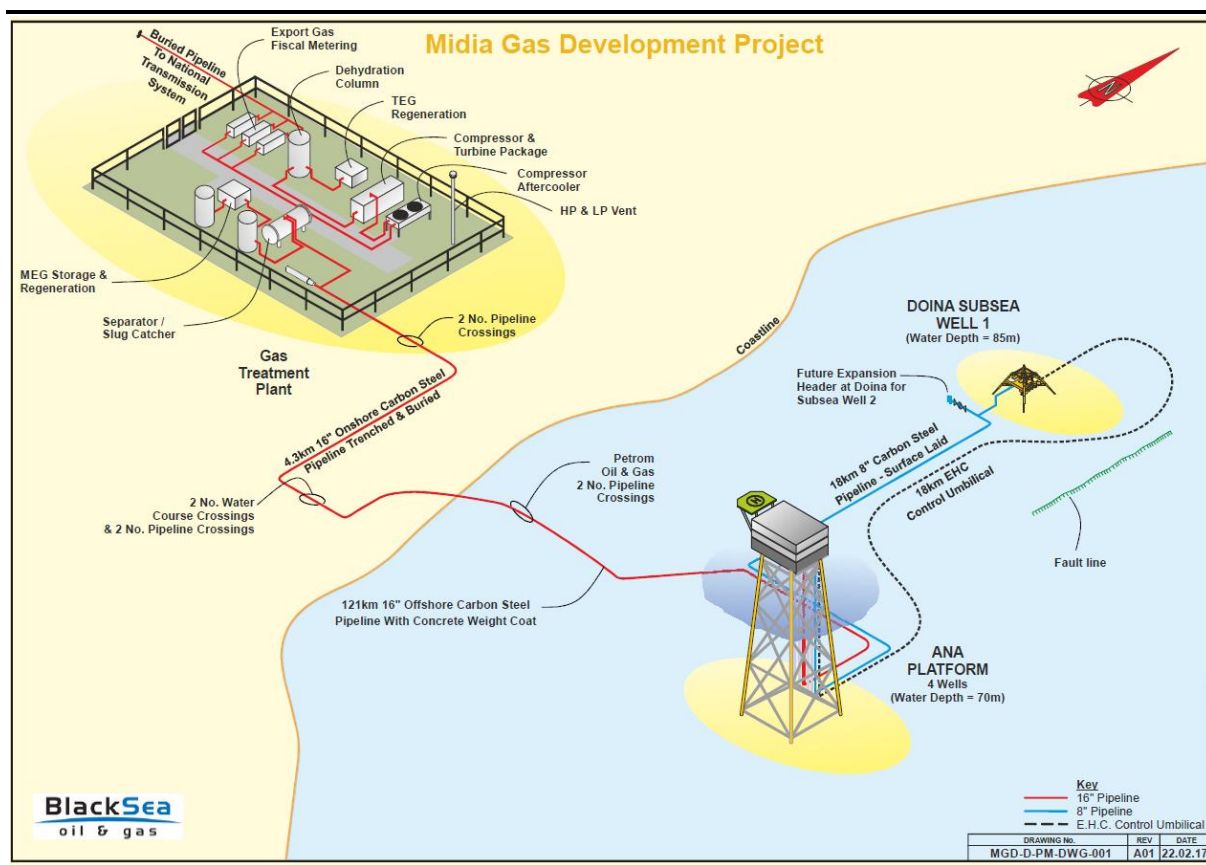 Midia Gas Development Project
Buried Pipeline
To National
Transmission
System
Export Gas
Fiscal Metering
Dehydration
Column
TEG
Regeneration
Compressor &
Turbine Package
Compressor
Aftercooler
HP & LP Vent
MEG Storage &
Regeneration
Separator /
Slug Catcher
Gas
Treatment
Plant
2 No. Pipeline
Crossings
4.3km 16" Onshore Carbon Steel
Pipeline Trenched & Buried
2 No. Water
Course Crossings
& 2 No. Pipeline Crossings
Petrom
Oil & Gas
2 No. Pipeline
Crossings
121km 16" Offshore Carbon Steel
Pipeline With Concrete Weight Coat
Coastline
N
DOINA SUBSEA
WELL 1
(Water Depth = 85m)
Future Expansion
Header at Doina for
Subsea Well 2
18km 8" Carbon Steel
Pipeline - Surface Laid
18km EHC
Control Umbilical
Fault line
H
ANA
PLATFORM
4 Wells
(Water Depth = 70m)
BlackSea
oil & gas
Key
16" Pipeline
8" Pipeline
E.H.C. Control Umbilical
DRAWING No. REV DATE
MGD-D-PM-DWG-001 A01 22.02.17